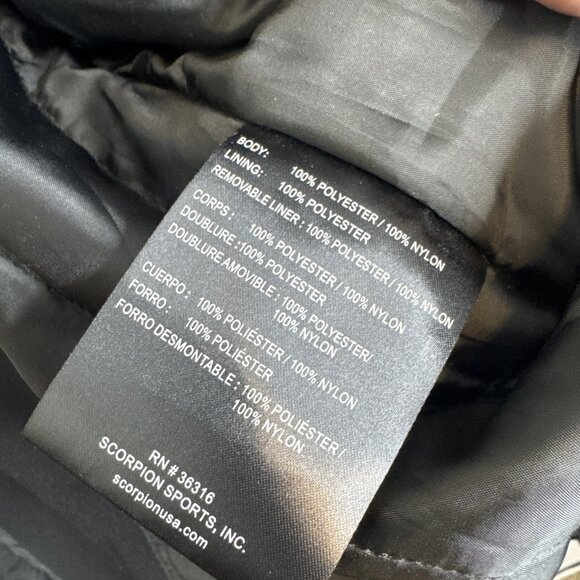 BODY: 100% POLYESTER / 100% NYLON
LINING: 100% POLYESTER
REMOVABLE LINER : 100% POLYESTER / 100% NYLON
CORPS : 100% POLYESTER / 100% NYLON
DOUBLURE :100% POLYESTER
DOUBLURE AMOVIBLE ; 100% POLYESTER/
100% NYLON
CUERPO : 100% POLIÉSTER / 100% NYLON
FORRO : 100% POLIÉSTER
FORRO DESMONTABLE : 100% POLIÉSTER /
100% NYLON
RN # 36316
SCORPION SPORTS, INC.
scorpionusa.com